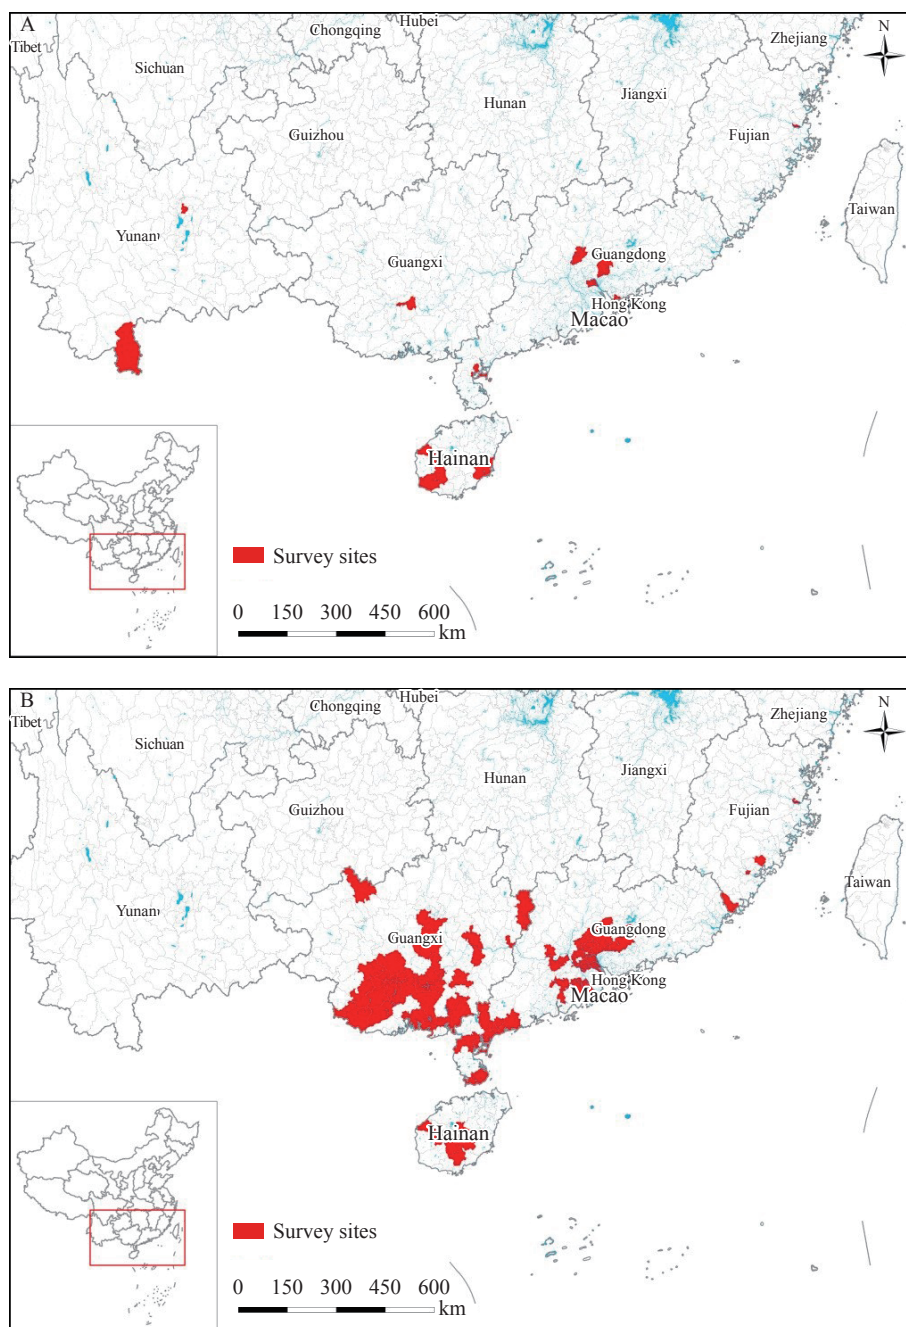 A
N
Tibet
Sichuan
Chongqing
Hubei
Zhejiang
Hunan
Jiangxi
Guizhou
Fujian
Taiwan
Yunan
Guangxi
Guangdong
Hong Kong
Macao
Hainan
Survey sites
0 150 300 450 600
km
B
N
Tibet
Sichuan
Chongqing
Hubei
Zhejiang
Hunan
Jiangxi
Guizhou
Fujian
Taiwan
Yunan
Guangxi
Guangdong
Hong Kong
Macao
Hainan
Survey sites
0 150 300 450 600
km